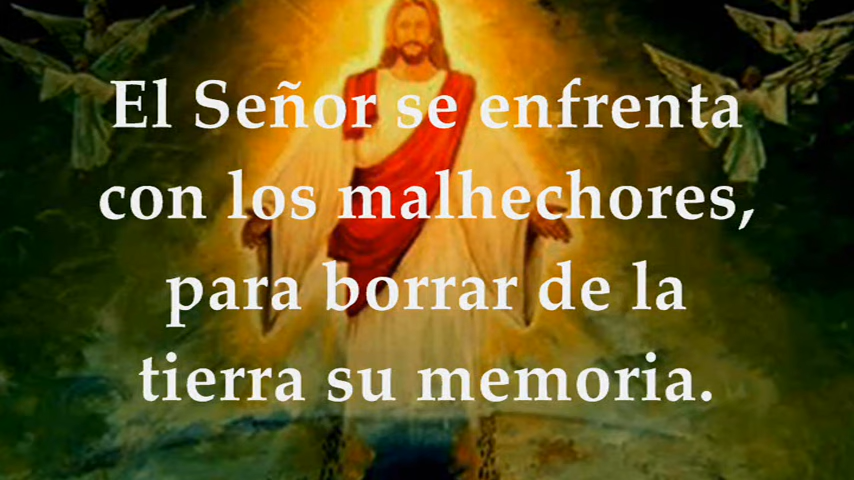 El Señor se enfrenta
con los malhechores,
para borrar de la
tierra su memoria.